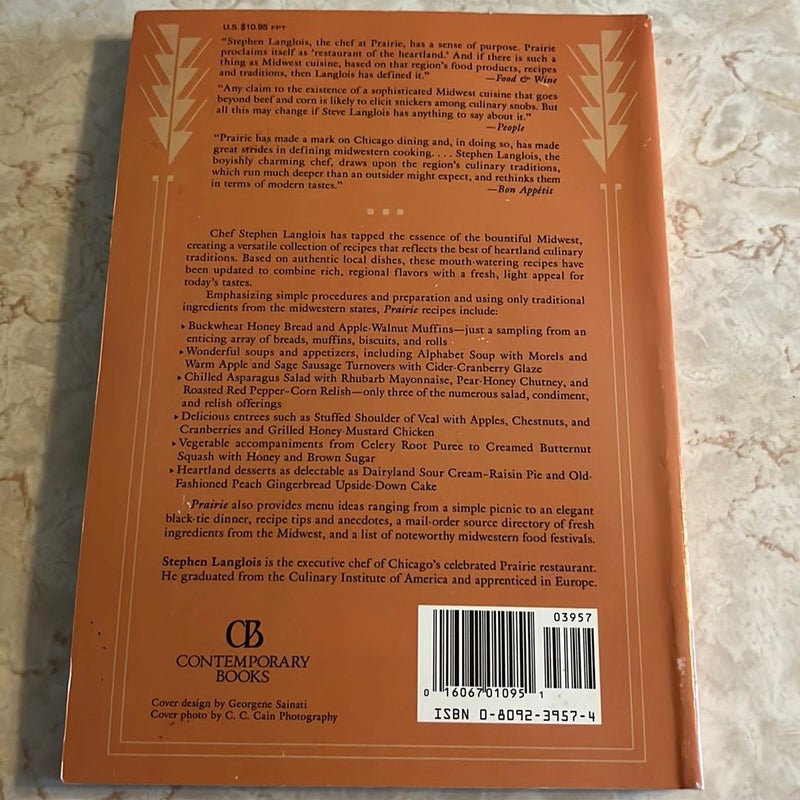 U.S. $10.95 FPT
“Stephen Langlois, the chef at Prairie, has a sense of purpose. Prairie
proclaims itself as ‘restaurant of the heartland.’ And if there is such a
thing as Midwest cuisine, based on that region’s food products, recipes
and traditions, then Langlois has defined it.” —Food & Wine
“Any claim to the existence of a sophisticated Midwest cuisine that goes
beyond beef and corn is likely to elicit snickers among culinary snobs. But
all this may change if Steve Langlois has anything to say about it.”
—People
“Prairie has made a mark on Chicago dining and, in doing so, has made
great strides in defining midwestern cooking. . . . Stephen Langlois, the
boyishly charming chef, draws upon the region’s culinary traditions,
which run much deeper than an outsider might expect, and rethinks them
in terms of modern tastes.” —Bon Appétit
Chef Stephen Langlois has tapped the essence of the bountiful Midwest,
creating a versatile collection of recipes that reflects the best of heartland culinary
traditions. Based on authentic local dishes, these mouth-watering recipes have
been updated to combine rich, regional flavors with a fresh, light appeal for
today’s tastes.
Emphasizing simple procedures and preparation and using only traditional
ingredients from the midwestern states, Prairie recipes include:
▸ Buckwheat Honey Bread and Apple-Walnut Muffins—just a sampling from an
enticing array of breads, muffins, biscuits, and rolls
▸ Wonderful soups and appetizers, including Alphabet Soup with Morels and
Warm Apple and Sage Sausage Turnovers with Cider-Cranberry Glaze
▸ Chilled Asparagus Salad with Rhubarb Mayonnaise, Pear-Honey Chutney, and
Roasted Red Pepper–Corn Relish—only three of the numerous salad, condiment,
and relish offerings
▸ Delicious entrees such as Stuffed Shoulder of Veal with Apples, Chestnuts, and
Cranberries and Grilled Honey-Mustard Chicken
▸ Vegetable accompaniments from Celery Root Puree to Creamed Butternut
Squash with Honey and Brown Sugar
▸ Heartland desserts as delectable as Dairyland Sour Cream–Raisin Pie and Old-
Fashioned Peach Gingerbread Upside-Down Cake
Prairie also provides menu ideas ranging from a simple picnic to an elegant
black-tie dinner, recipe tips and anecdotes, a mail-order source directory of fresh
ingredients from the Midwest, and a list of noteworthy midwestern food festivals.
Stephen Langlois is the executive chef of Chicago’s celebrated Prairie restaurant.
He graduated from the Culinary Institute of America and apprenticed in Europe.
CB
CONTEMPORARY
BOOKS
Cover design by Georgene Sainati
Cover photo by C. C. Cain Photography
03957
0 1606701095 1
ISBN 0-8092-3957-4